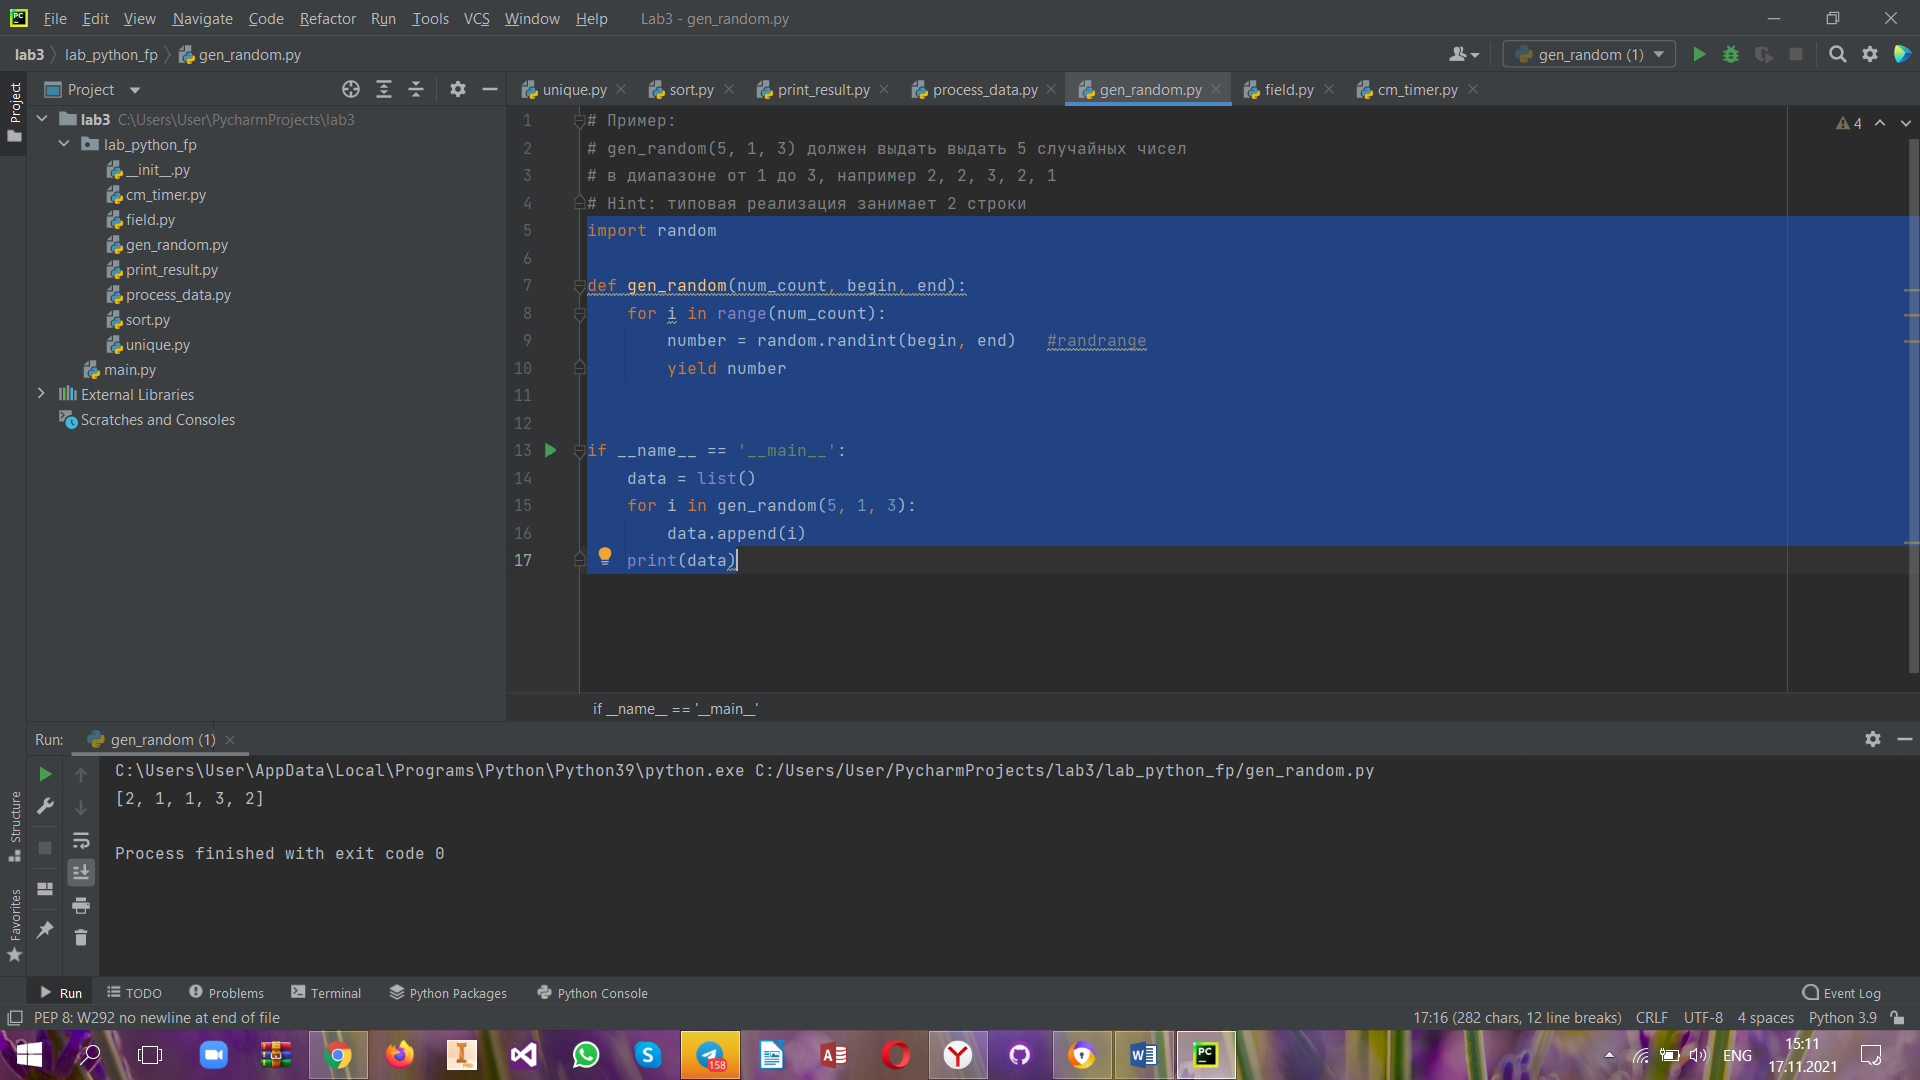 File Edit View Navigate Code Refactor Run Tools VCS Window Help Lab3 - gen_random.py
lab3 lab_python_fp gen_random.py gen_random (1)
Project
Project
unique.py sort.py print_result.py process_data.py gen_random.py field.py cm_timer.py
lab3 C:\Users\User\PycharmProjects\lab3
lab_python_fp
__init__.py
cm_timer.py
field.py
gen_random.py
print_result.py
process_data.py
sort.py
unique.py
main.py
External Libraries
Scratches and Consoles
4
1 # Пример:
2 # gen_random(5, 1, 3) должен выдать выдать 5 случайных чисел
3 # в диапазоне от 1 до 3, например 2, 2, 3, 2, 1
4 # Hint: типовая реализация занимает 2 строки
5 import random
6
7 def gen_random(num_count, begin, end):
8 for i in range(num_count):
9 number = random.randint(begin, end) #randrange
10 yield number
11
12
13 if __name__ == '__main__':
14 data = list()
15 for i in gen_random(5, 1, 3):
16 data.append(i)
17 print(data)
if __name__ == '__main__'
Run: gen_random (1)
C:\Users\User\AppData\Local\Programs\Python\Python39\python.exe C:/Users/User/PycharmProjects/lab3/lab_python_fp/gen_random.py
[2, 1, 1, 3, 2]
Process finished with exit code 0
Structure
Favorites
Run TODO Problems Terminal Python Packages Python Console Event Log
PEP 8: W292 no newline at end of file 17:16 (282 chars, 12 line breaks) CRLF UTF-8 4 spaces Python 3.9
158
ENG
15:11
17.11.2021